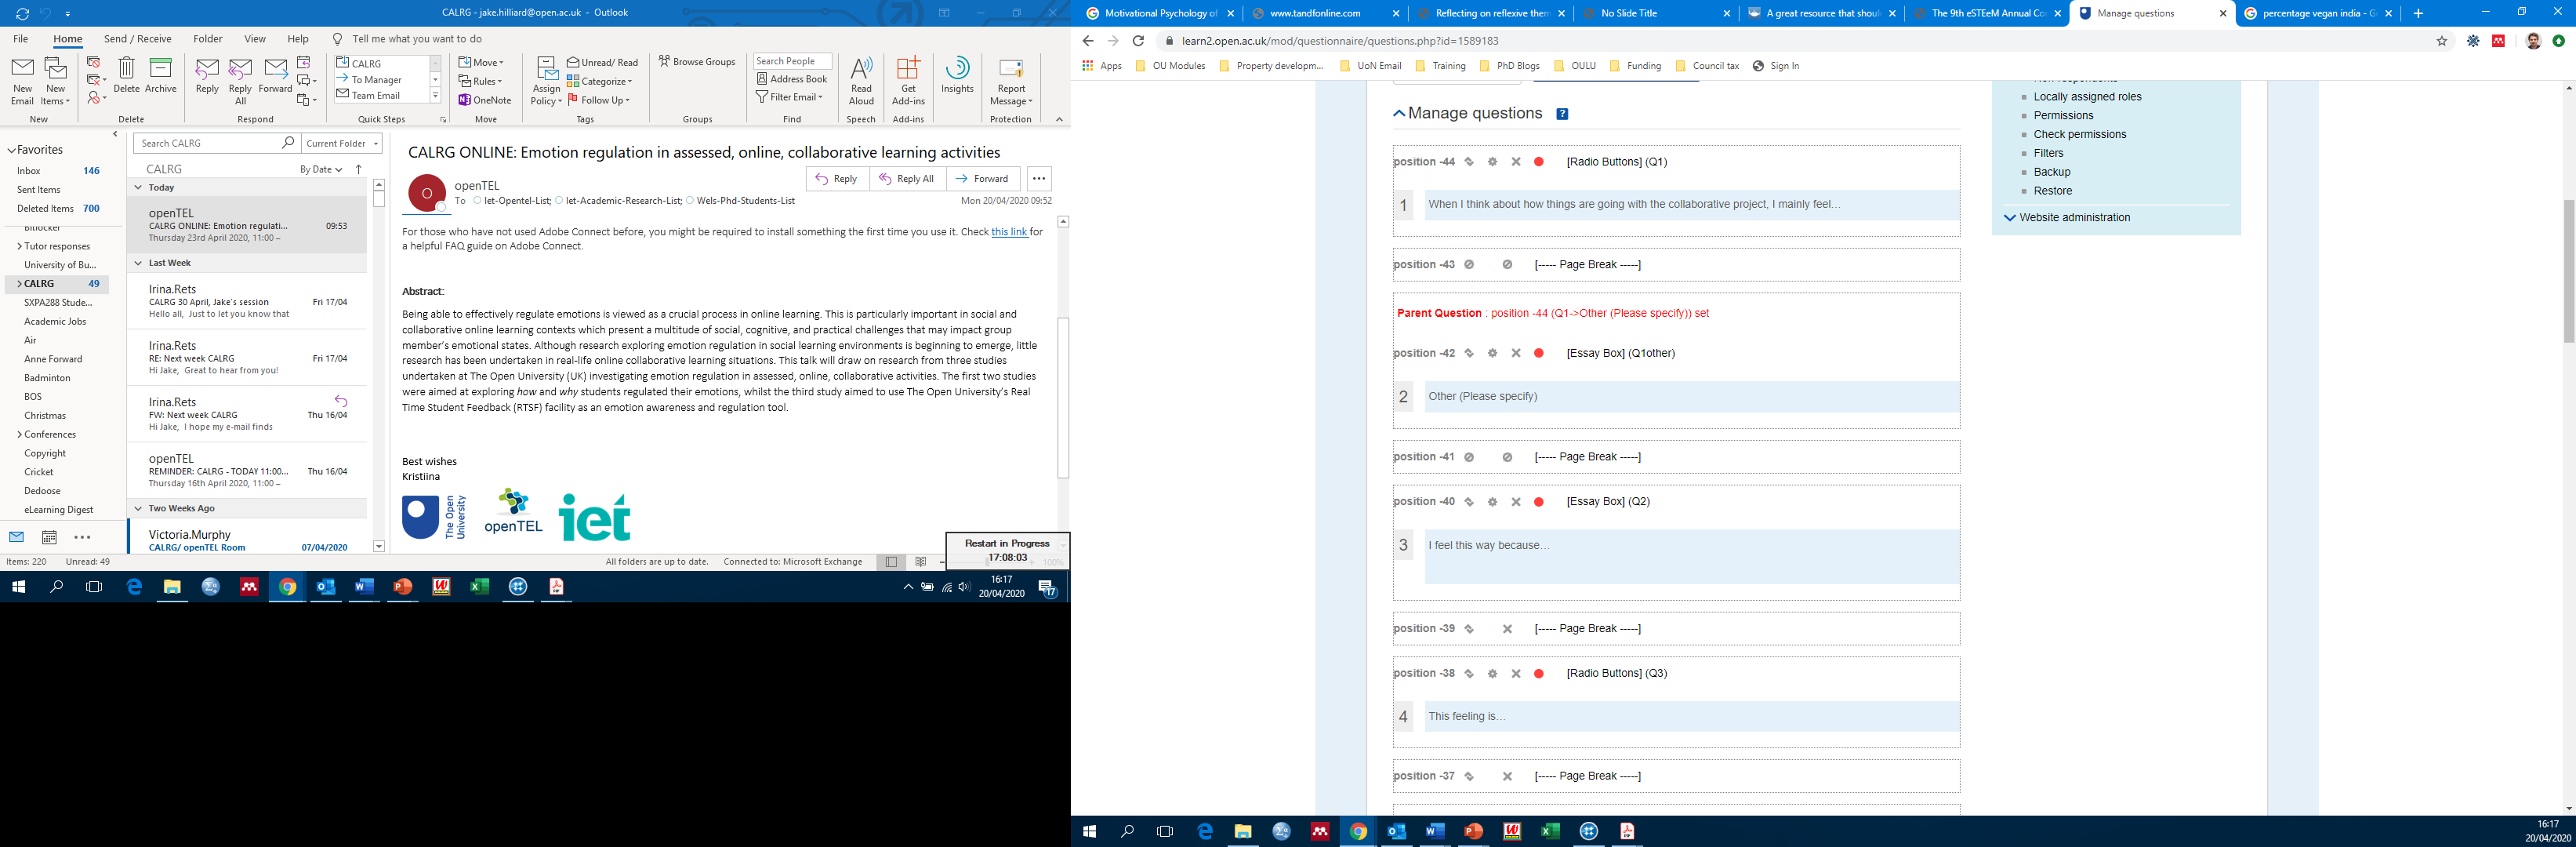 CALRG - jake.hilliard@open.ac.uk - Outlook
File Home Send / Receive Folder View Help Tell me what you want to do
New Email
New Items
Delete
Archive
Reply
Reply All
Forward
CALRG
To Manager
Team Email
Move
Rules
OneNote
Assign Policy
Unread/ Read
Categorize
Follow Up
Browse Groups
Search People
Address Book
Filter Email
Read Aloud
Get Add-ins
Insights
Report Message
New Delete Respond Quick Steps Move Tags Groups Find Speech Add-ins Protection
Favorites
Inbox 146
Sent Items
Deleted Items 700
Bitlocker
Tutor responses
University of Bu...
CALRG 49
SXPA288 Stude...
Academic Jobs
Air
Anne Forward
Badminton
BOS
Christmas
Conferences
Copyright
Cricket
Dedoose
eLearning Digest
Search CALRG Current Folder
CALRG By Date
Today
openTEL
CALRG ONLINE: Emotion regulati... 09:53
Thursday 23rd April 2020, 11:00 –
Last Week
Irina.Rets
CALRG 30 April, Jake's session Fri 17/04
Hello all, Just to let you know that
Irina.Rets
RE: Next week CALRG Fri 17/04
Hi Jake, Great to hear from you!
Irina.Rets
FW: Next week CALRG Thu 16/04
Hi Jake, I hope my e-mail finds
openTEL
REMINDER: CALRG - TODAY 11:00... Thu 16/04
Thursday 16th April 2020, 11:00 –
Two Weeks Ago
Victoria.Murphy
CALRG/ openTEL Room 07/04/2020
CALRG ONLINE: Emotion regulation in assessed, online, collaborative learning activities
O
openTEL
To Iet-Opentel-List; Iet-Academic-Research-List; Wels-Phd-Students-List
Reply Reply All Forward
Mon 20/04/2020 09:52
For those who have not used Adobe Connect before, you might be required to install something the first time you use it. Check this link for
a helpful FAQ guide on Adobe Connect.
Abstract:
Being able to effectively regulate emotions is viewed as a crucial process in online learning. This is particularly important in social and
collaborative online learning contexts which present a multitude of social, cognitive, and practical challenges that may impact group
member's emotional states. Although research exploring emotion regulation in social learning environments is beginning to emerge, little
research has been undertaken in real-life online collaborative learning situations. This talk will draw on research from three studies
undertaken at The Open University (UK) investigating emotion regulation in assessed, online, collaborative activities. The first two studies
were aimed at exploring how and why students regulated their emotions, whilst the third study aimed to use The Open University's Real
Time Student Feedback (RTSF) facility as an emotion awareness and regulation tool.
Best wishes
Kristiina
The Open University
openTEL
iet
Restart in Progress
17:08:03
Items: 220 Unread: 49 All folders are up to date. Connected to: Microsoft Exchange 100%
16:17
20/04/2020
17
Motivational Psychology of
www.tandfonline.com
Reflecting on reflexive them
No Slide Title
A great resource that shoul
The 9th eSTEeM Annual Co
Manage questions
percentage vegan india - G
learn2.open.ac.uk/mod/questionnaire/questions.php?id=1589183
Apps OU Modules Property developm... UoN Email Training PhD Blogs OULU Funding Council tax Sign In
Manage questions
position -44 [Radio Buttons] (Q1)
1 When I think about how things are going with the collaborative project, I mainly feel...
position -43 [----- Page Break -----]
Parent Question : position -44 (Q1->Other (Please specify)) set
position -42 [Essay Box] (Q1other)
2 Other (Please specify)
position -41 [----- Page Break -----]
position -40 [Essay Box] (Q2)
3 I feel this way because...
position -39 [----- Page Break -----]
position -38 [Radio Buttons] (Q3)
4 This feeling is...
position -37 [----- Page Break -----]
Locally assigned roles
Permissions
Check permissions
Filters
Backup
Restore
Website administration
16:17
20/04/2020